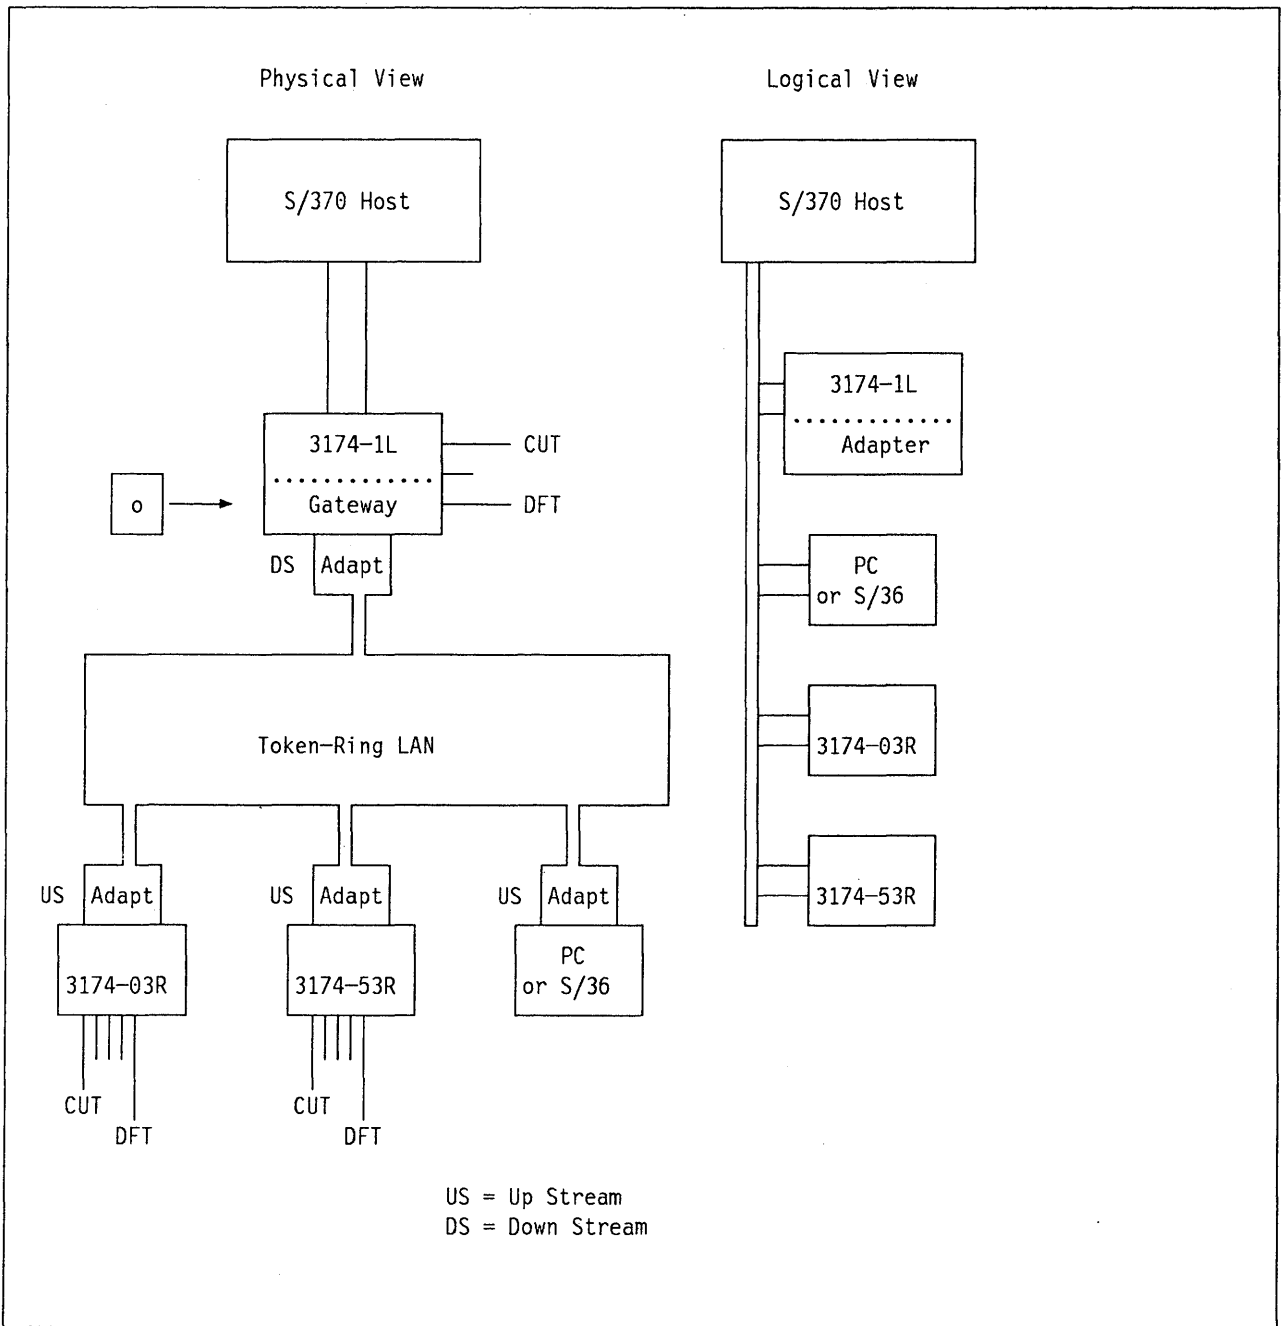 Physical View
Logical View
S/370 Host
S/370 Host
3174-1L
Adapter
3174-1L
CUT
o
Gateway
DFT
DS
Adapt
PC
or S/36
Token-Ring LAN
3174-03R
US
Adapt
US
Adapt
US
Adapt
3174-53R
3174-03R
3174-53R
PC
or S/36
CUT
DFT
CUT
DFT
US = Up Stream
DS = Down Stream